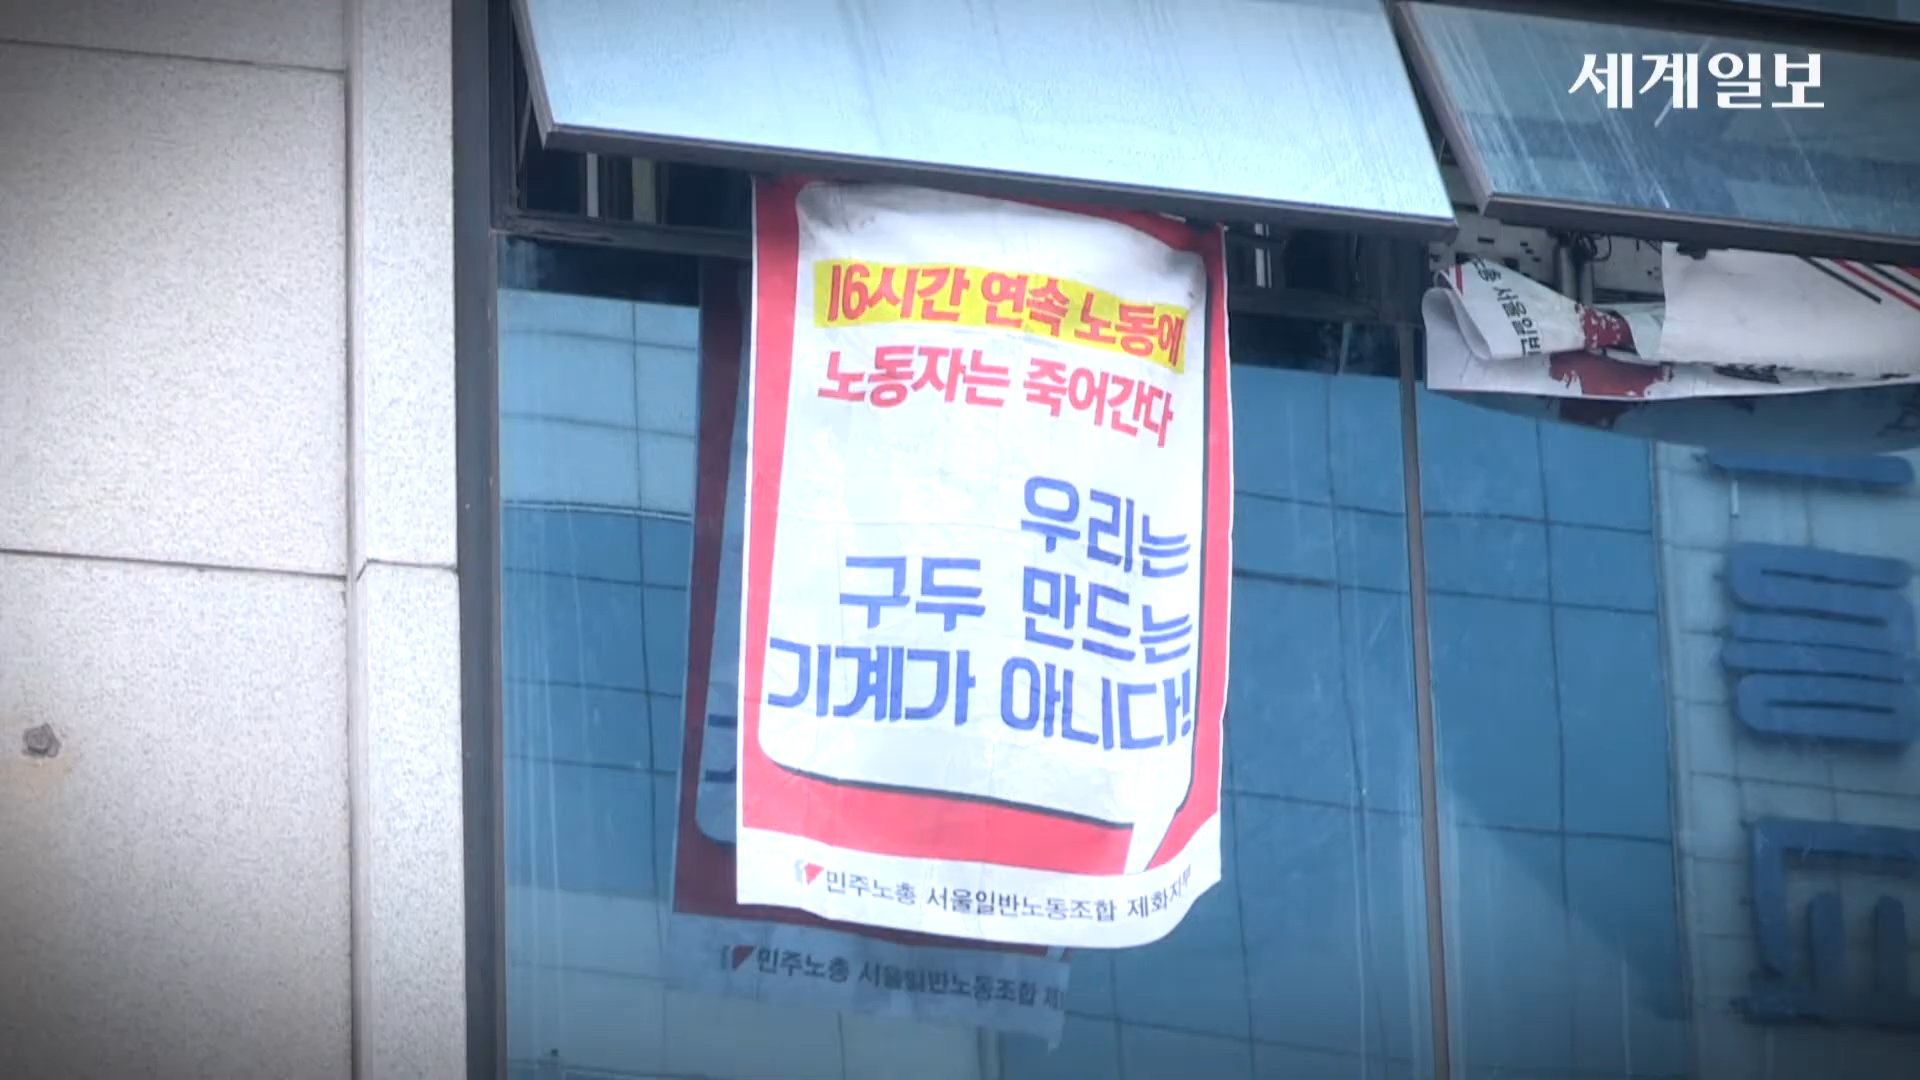 세계일보
16시간 연속 노동에
노동자는 죽어간다
우리는
구두 만드는
기계가 아니다!
민주노총 서울일반노동조합 제화지부
민주노총 서울일반노동조합